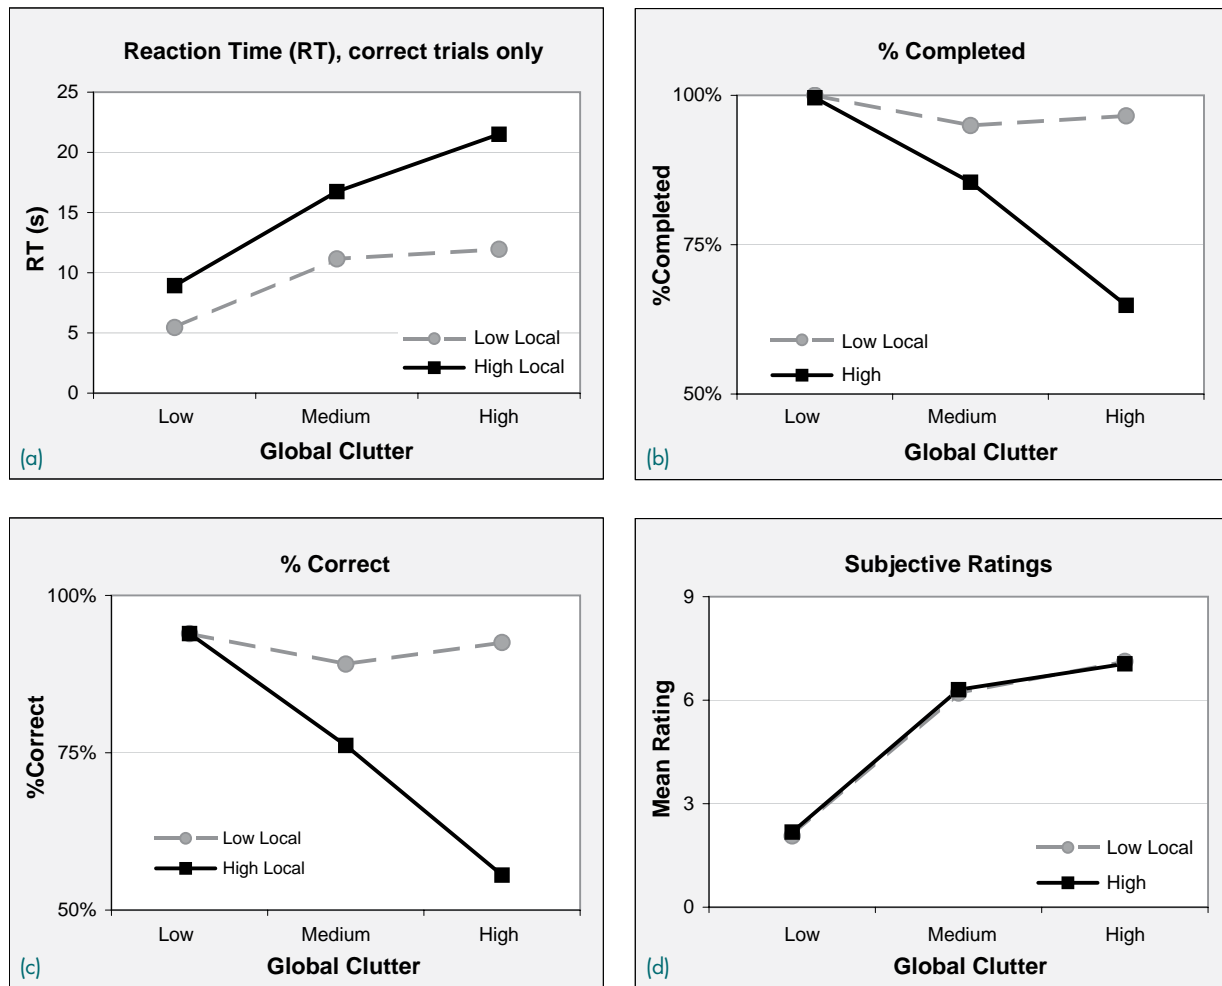 Reaction Time (RT), correct trials only
25
20
15
10
5
0
RT (s)
Low Local
High Local
Low Medium High
Global Clutter
(a)
% Completed
100%
75%
50%
%Completed
Low Local
High
Low Medium High
Global Clutter
(b)
% Correct
100%
75%
50%
%Correct
Low Local
High Local
Low Medium High
Global Clutter
(c)
Subjective Ratings
9
6
3
0
Mean Rating
Low Local
High
Low Medium High
Global Clutter
(d)